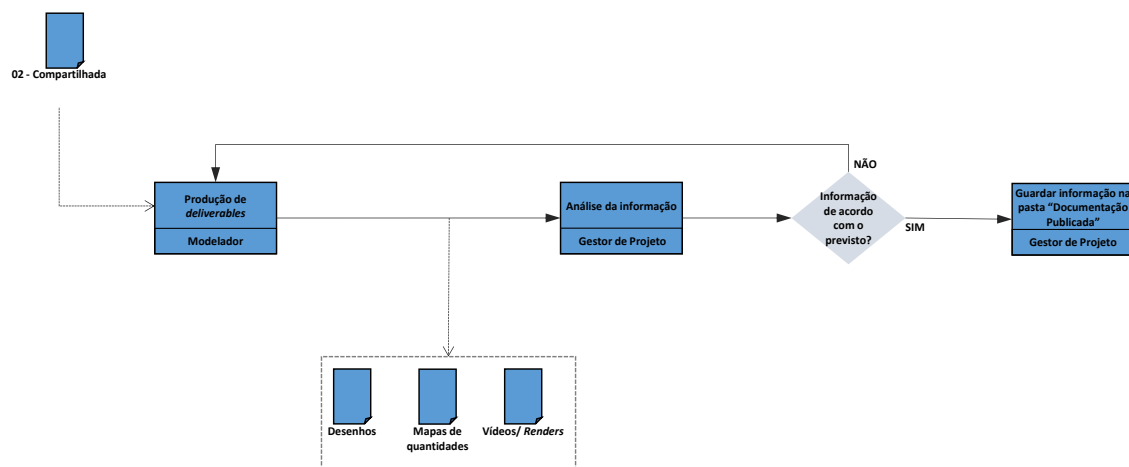 02 - Compartilhada
Produção de
deliverables
Modelador
Análise da informação
Gestor de Projeto
NÃO
Informação
de acordo
com o
previsto?
SIM
Guardar informação na
pasta “Documentação
Publicada”
Gestor de Projeto
Desenhos
Mapas de
quantidades
Vídeos/ Renders